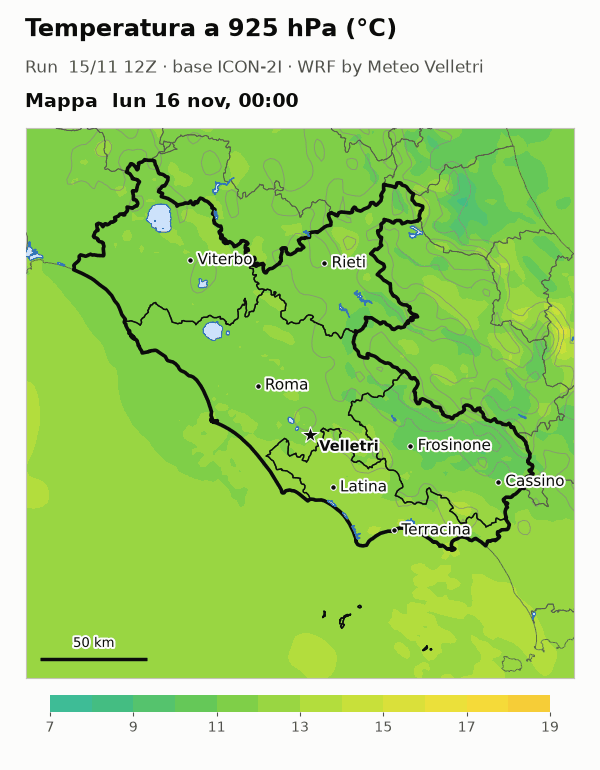 Temperatura a 925 hPa (°C)
Run  15/11 12Z · base ICON-2I · WRF by Meteo Velletri
Mappa  lun 16 nov, 00:00
Viterbo
Rieti
Roma
Velletri
Frosinone
Latina
Cassino
Terracina
50 km
7 9 11 13 15 17 19